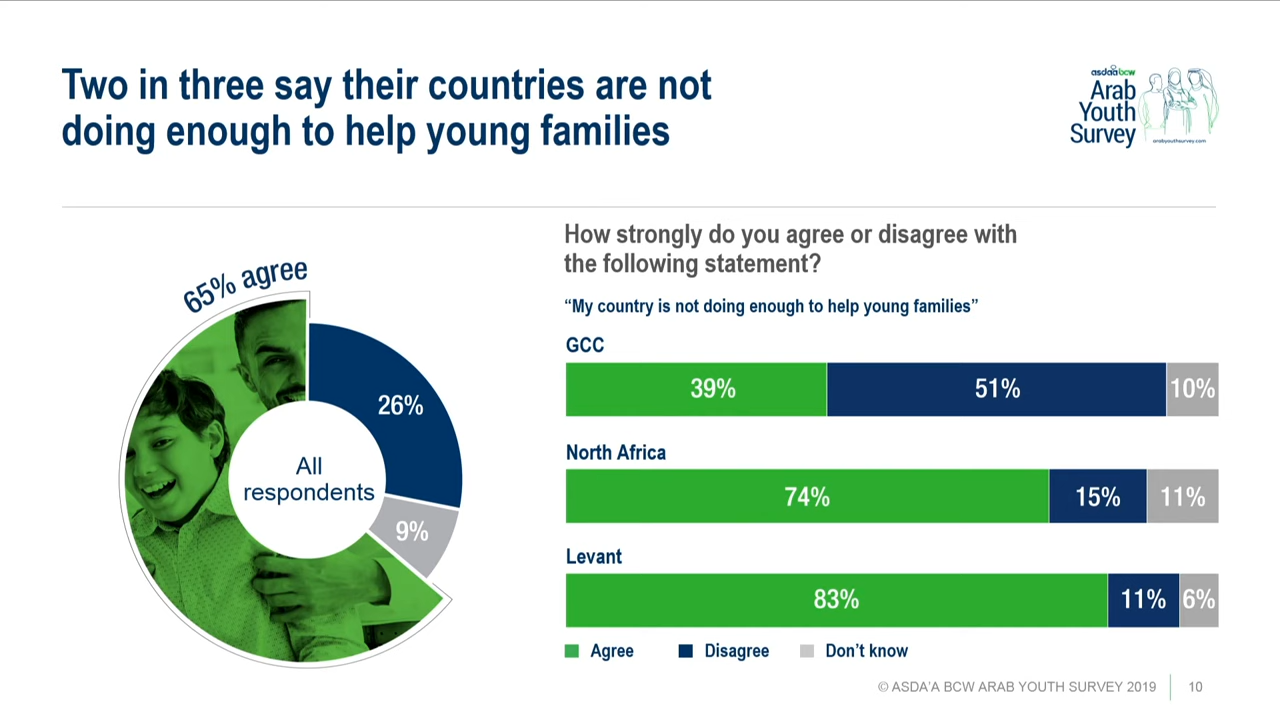 Two in three say their countries are not
doing enough to help young families
asdaa bcw
Arab
Youth
Survey
arabyouthsurvey.com
65% agree
26%
9%
All
respondents
How strongly do you agree or disagree with
the following statement?
“My country is not doing enough to help young families”
GCC
39% 51% 10%
North Africa
74% 15% 11%
Levant
83% 11% 6%
Agree Disagree Don’t know
© ASDA’A BCW ARAB YOUTH SURVEY 2019 10